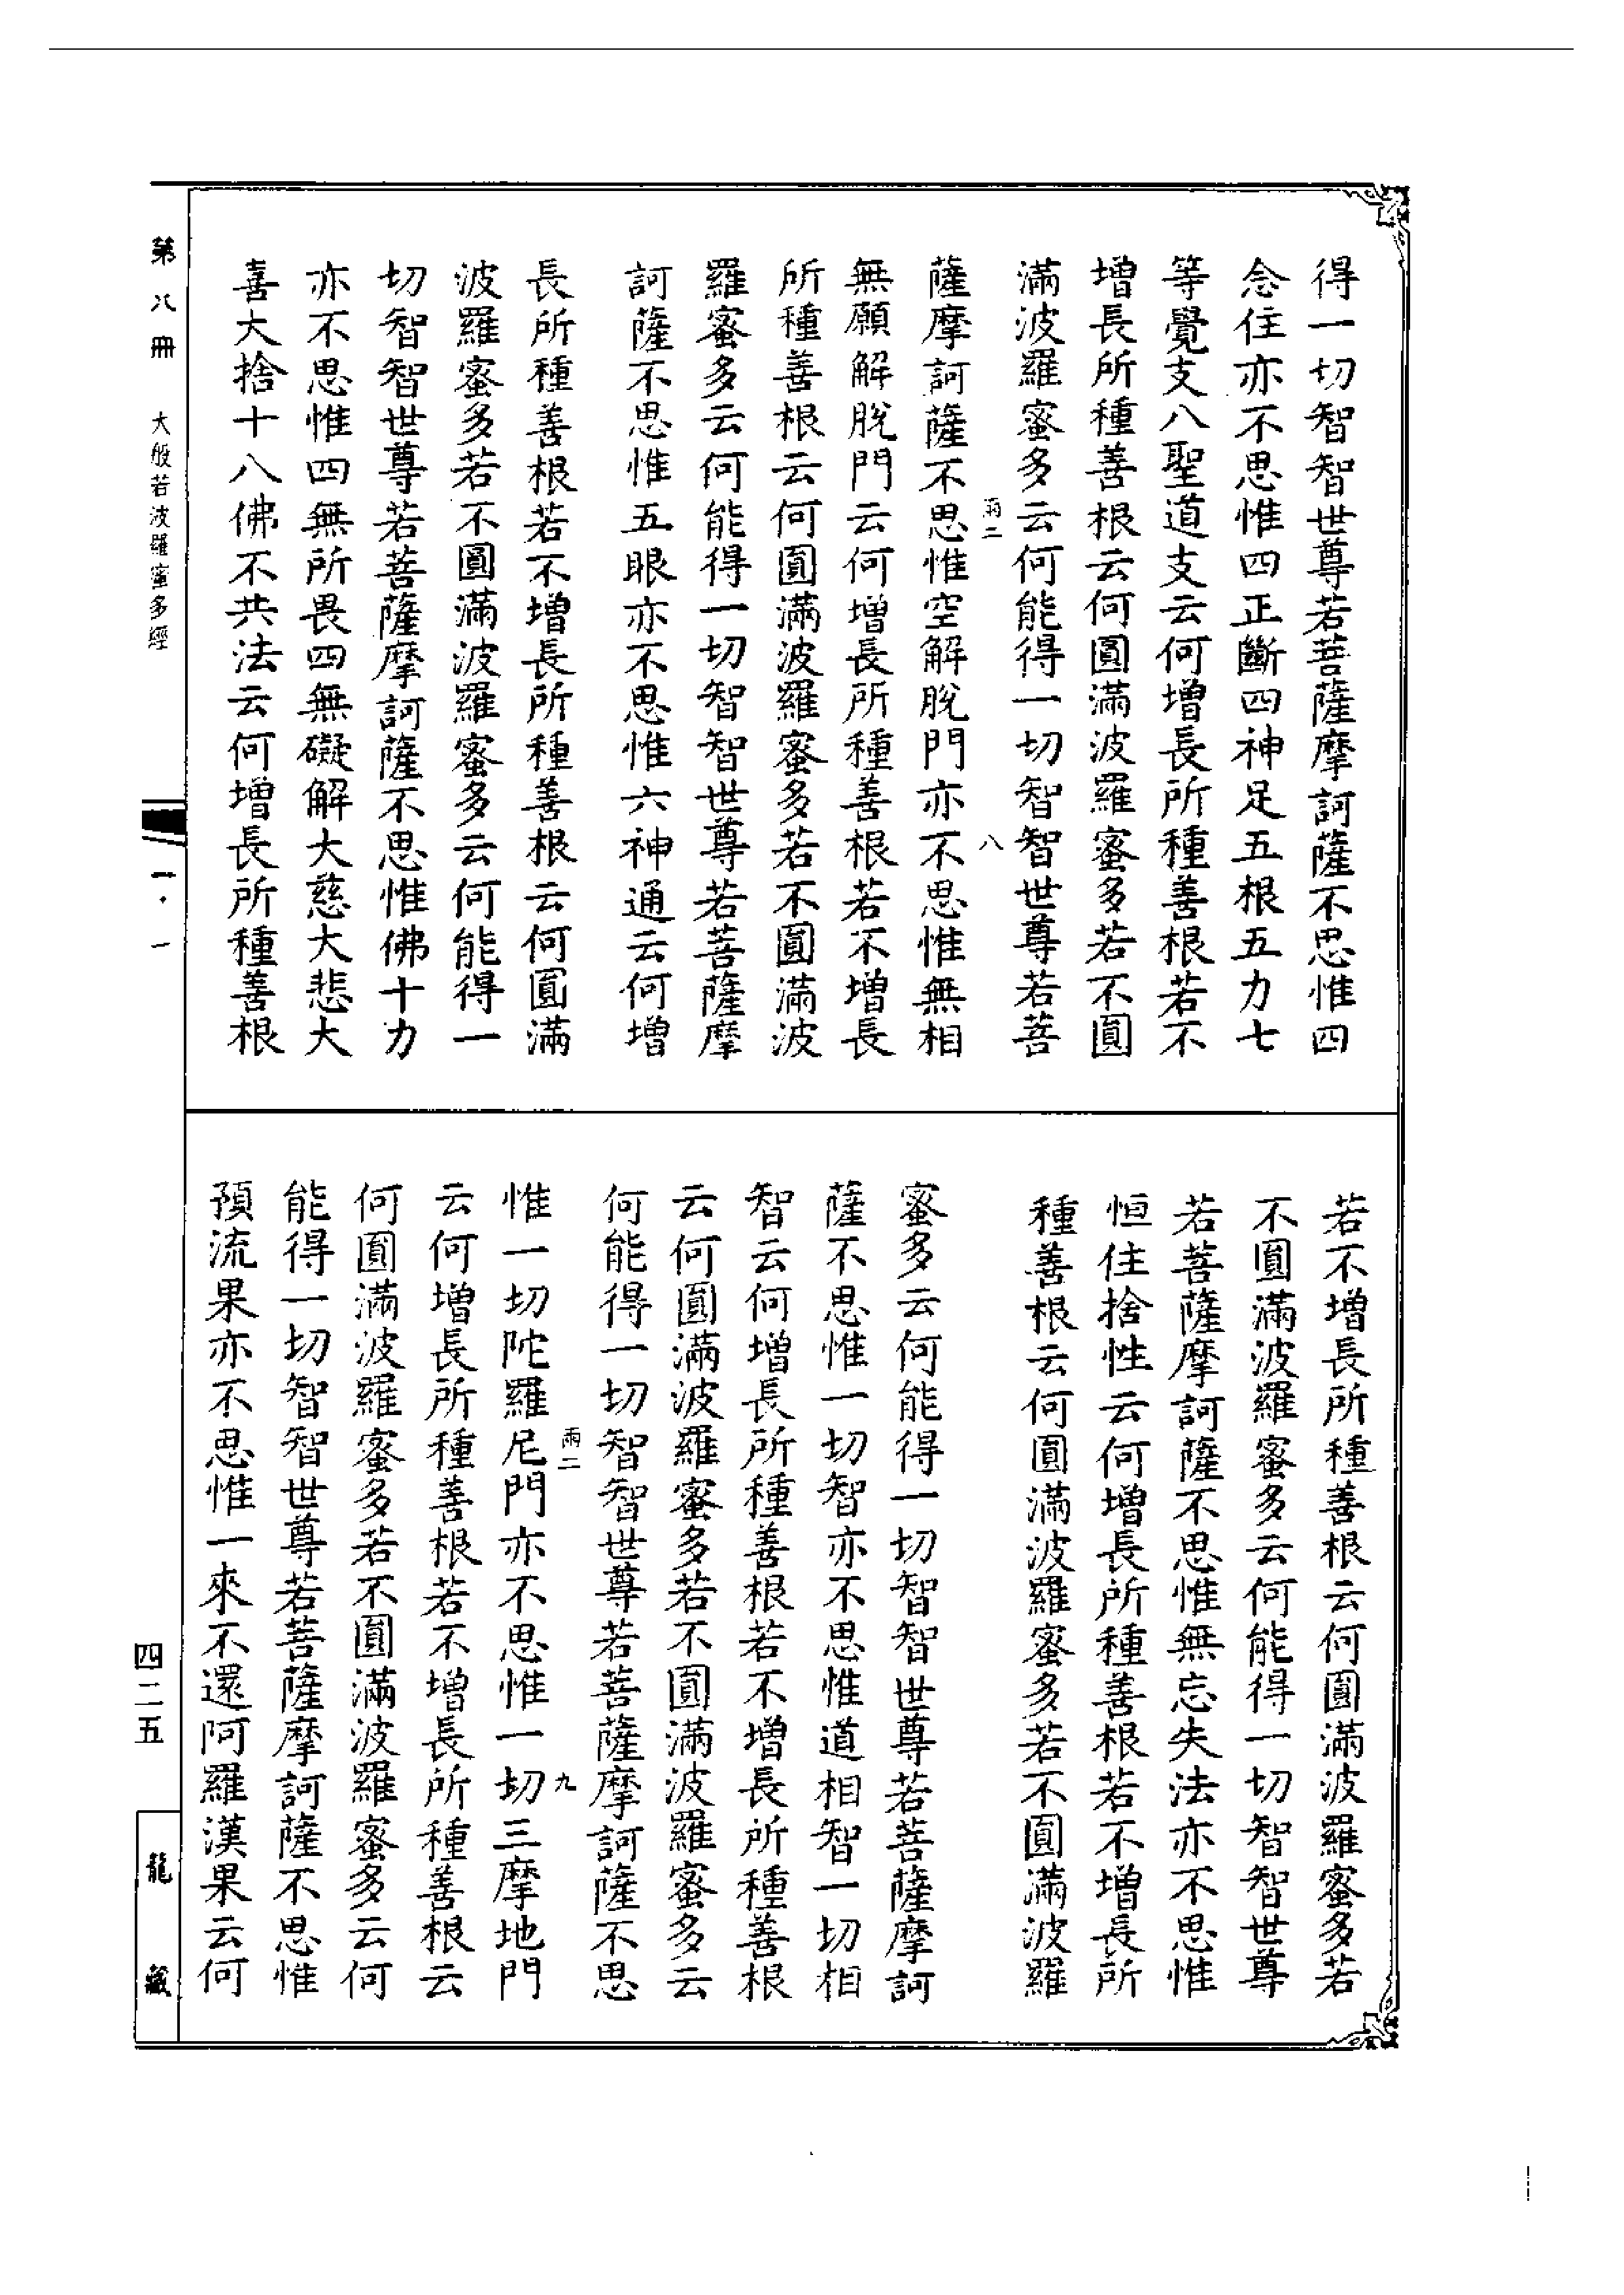 得一切智智世尊若菩薩摩訶薩不思惟四
念住亦不思惟四正斷四神足五根五力七
等覺支八聖道支云何增長所種善根若不
增長所種善根云何圓滿波羅蜜多若不圓
滿波羅蜜多云何能得一切智智世尊若菩
雨二
八
薩摩訶薩不思惟空解脫門亦不思惟無相
無願解脫門云何增長所種善根若不增長
所種善根云何圓滿波羅蜜多若不圓滿波
羅蜜多云何能得一切智智世尊若菩薩摩
訶薩不思惟五眼亦不思惟六神通云何增
長所種善根若不增長所種善根云何圓滿
波羅蜜多若不圓滿波羅蜜多云何能得一
切智智世尊若菩薩摩訶薩不思惟佛十力
亦不思惟四無所畏四無礙解大慈大悲大
喜大捨十八佛不共法云何增長所種善根
若不增長所種善根云何圓滿波羅蜜多若
不圓滿波羅蜜多云何能得一切智智世尊
若菩薩摩訶薩不思惟無忘失法亦不思惟
恒住捨性云何增長所種善根若不增長所
種善根云何圓滿波羅蜜多若不圓滿波羅
蜜多云何能得一切智智世尊若菩薩摩訶
薩不思惟一切智亦不思惟道相智一切相
智云何增長所種善根若不增長所種善根
云何圓滿波羅蜜多若不圓滿波羅蜜多云
何能得一切智智世尊若菩薩摩訶薩不思
雨二
九
惟一切陀羅尼門亦不思惟一切三摩地門
云何增長所種善根若不增長所種善根云
何圓滿波羅蜜多若不圓滿波羅蜜多云何
能得一切智智世尊若菩薩摩訶薩不思惟
預流果亦不思惟一來不還阿羅漢果云何
第八冊
大般若波羅蜜多經
一·一
四二五
龍藏